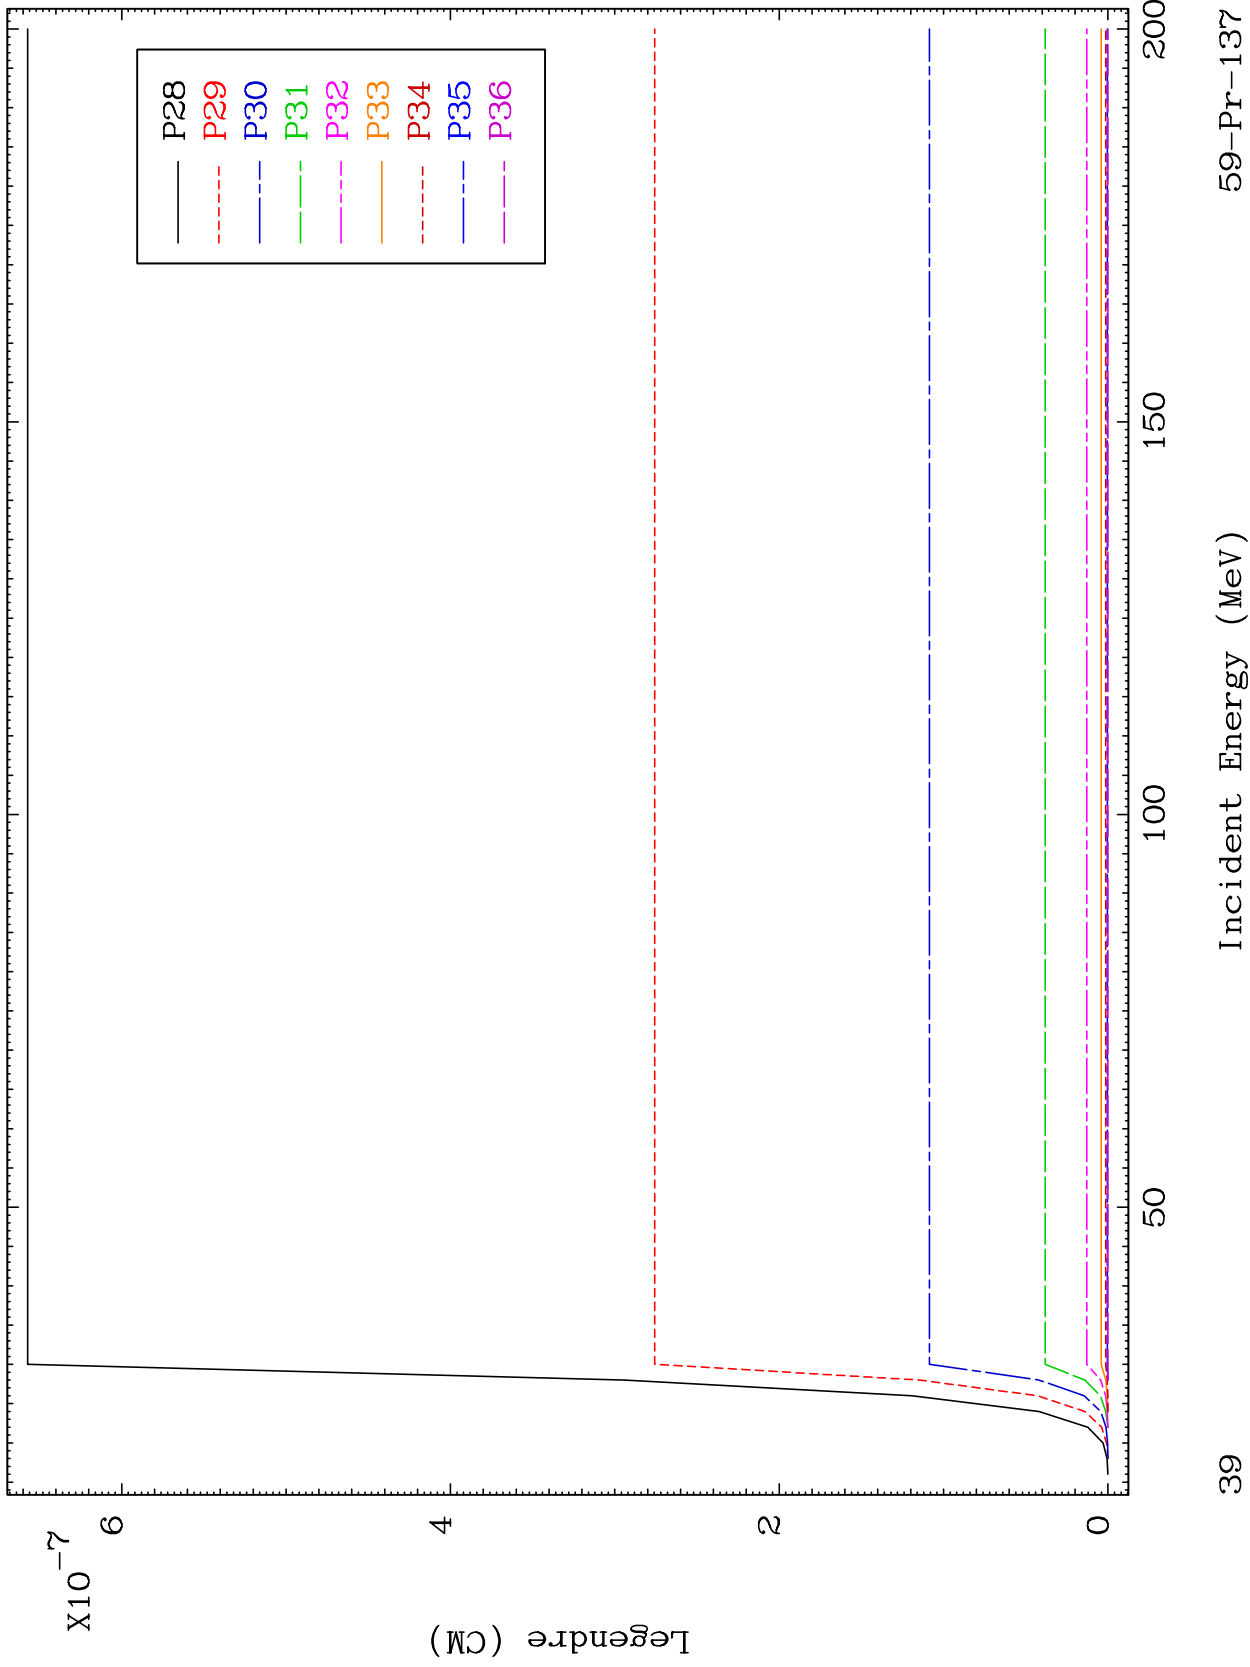 X10
-7
6
4
2
0
Legendre (CM)
P28
P29
P30
P31
P32
P33
P34
P35
P36
50
100
150
200
39
Incident Energy (MeV)
59-Pr-137